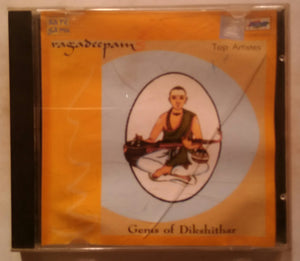 ragadeepam
Top Artistes
Gems of Dikshithar